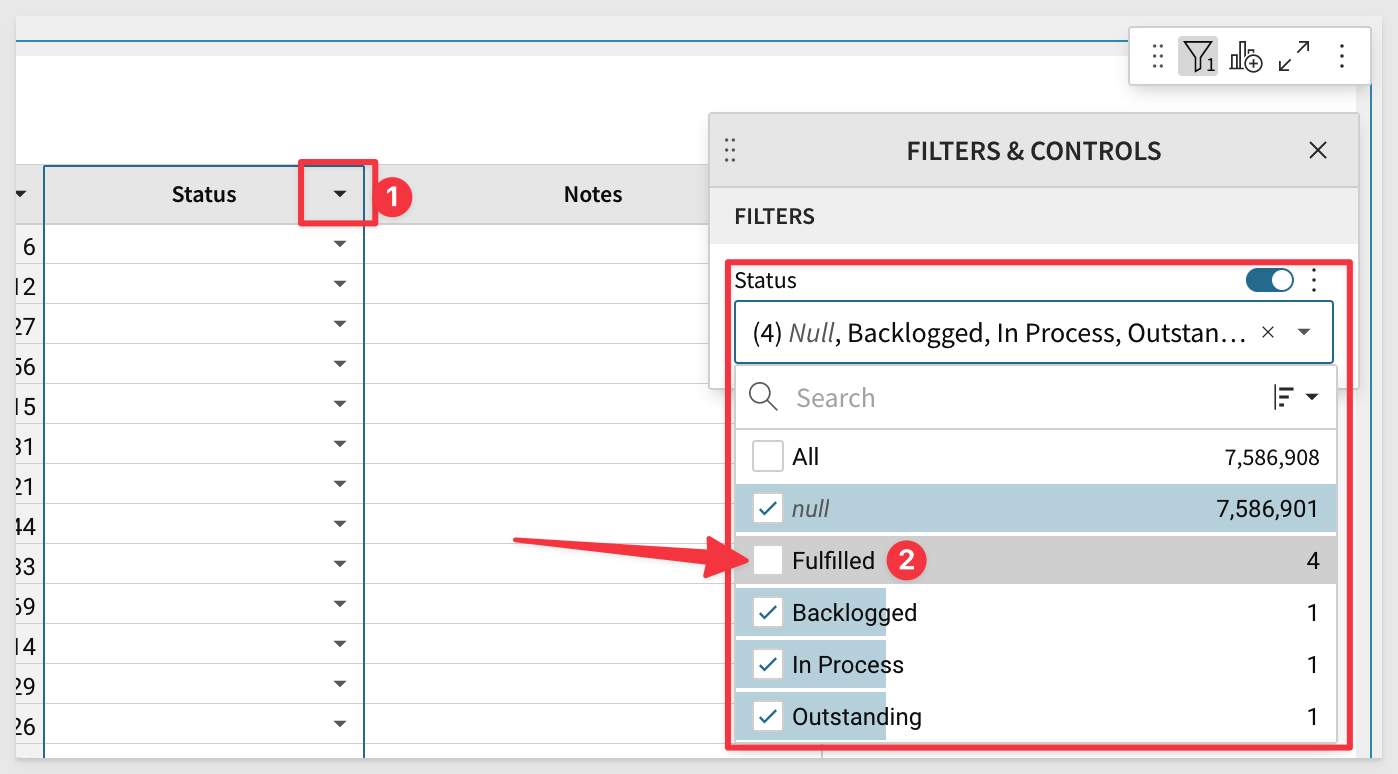 1
FILTERS & CONTROLS
Status
1
Notes
FILTERS
6
12
27
56
15
31
21
44
33
69
14
29
26
Status
(4) Null, Backlogged, In Process, Outstan…
Search
All 7,586,908
null 7,586,901
Fulfilled 2 4
Backlogged 1
In Process 1
Outstanding 1